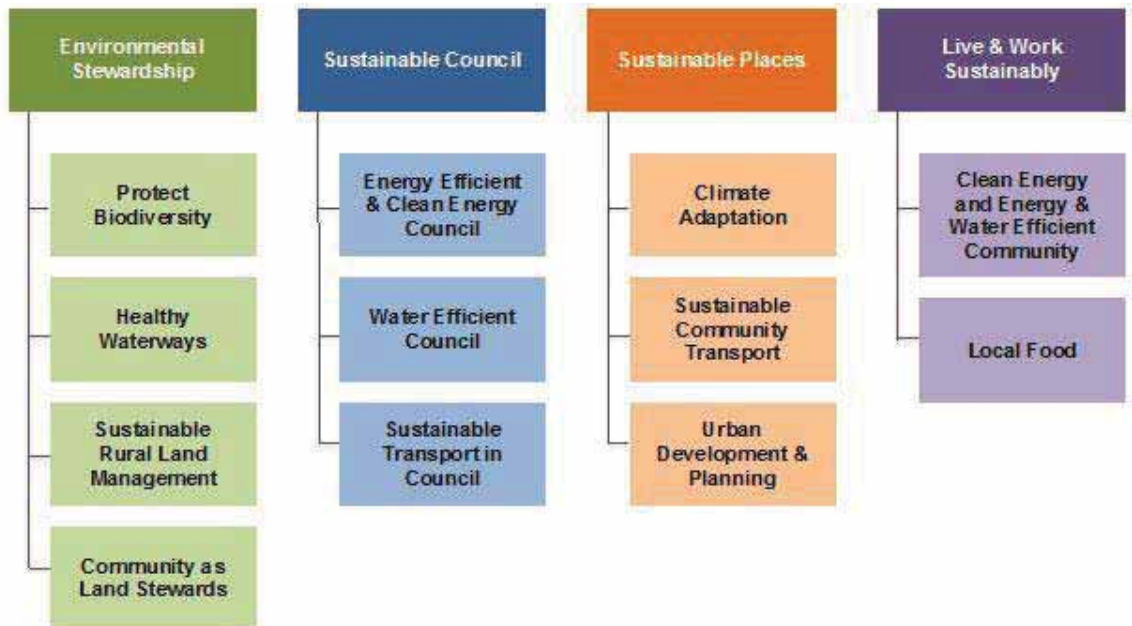 Environmental
Stewardship
Protect
Biodiversity
Healthy
Waterways
Sustainable
Rural Land
Management
Community as
Land Stewards
Sustainable Council
Energy Efficient
& Clean Energy
Council
Water Efficient
Council
Sustainable
Transport in
Council
Sustainable Places
Climate
Adaptation
Sustainable
Community
Transport
Urban
Development &
Planning
Live & Work
Sustainably
Clean Energy
and Energy &
Water Efficient
Community
Local Food